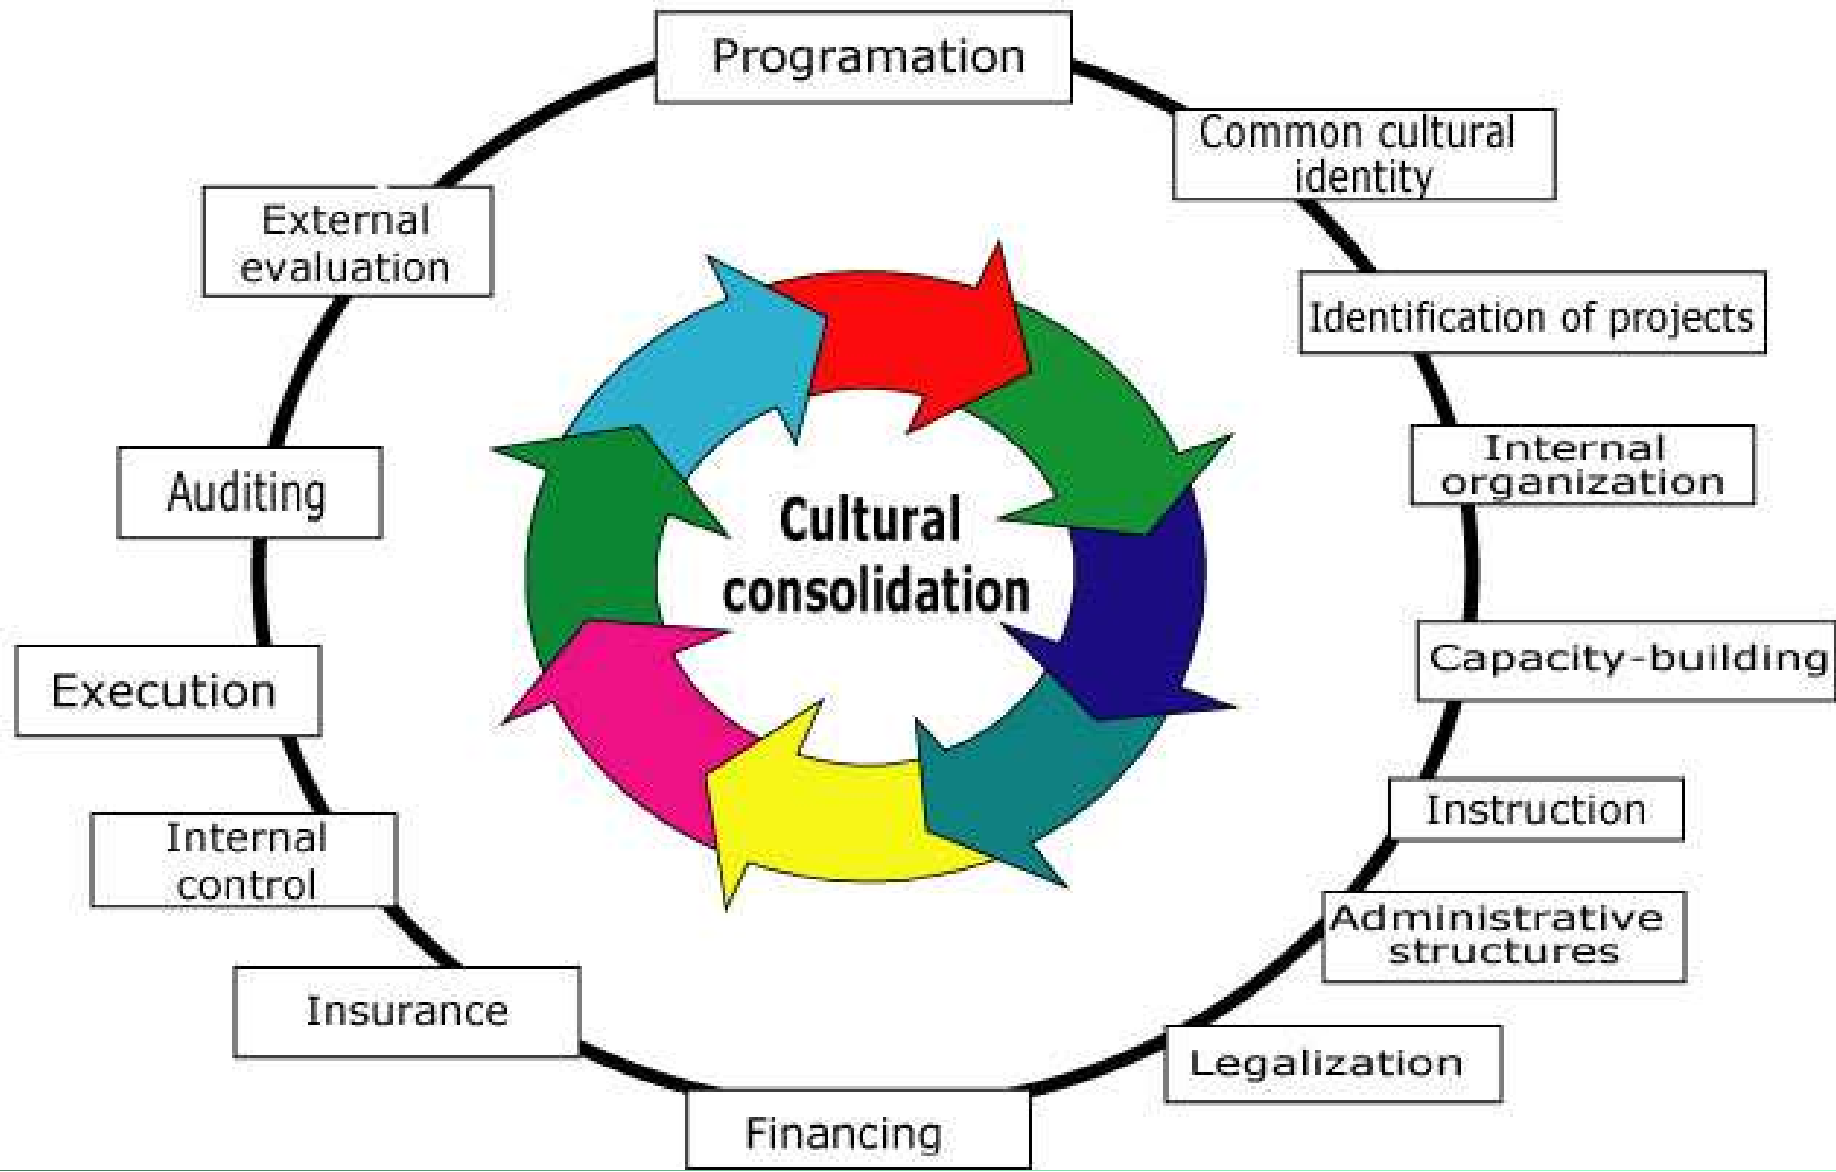 Programation
Common cultural
identity
Identification of projects
Internal
organization
Capacity-building
Instruction
Administrative
structures
Legalization
Financing
Insurance
Internal
control
Execution
Auditing
External
evaluation
Cultural
consolidation